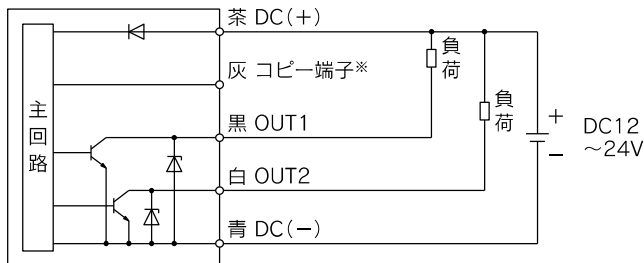 茶 DC(+)
灰 コピー端子※
黒 OUT1
白 OUT2
青 DC(−)
主回路
負荷
負荷
+
−
DC12
～24V